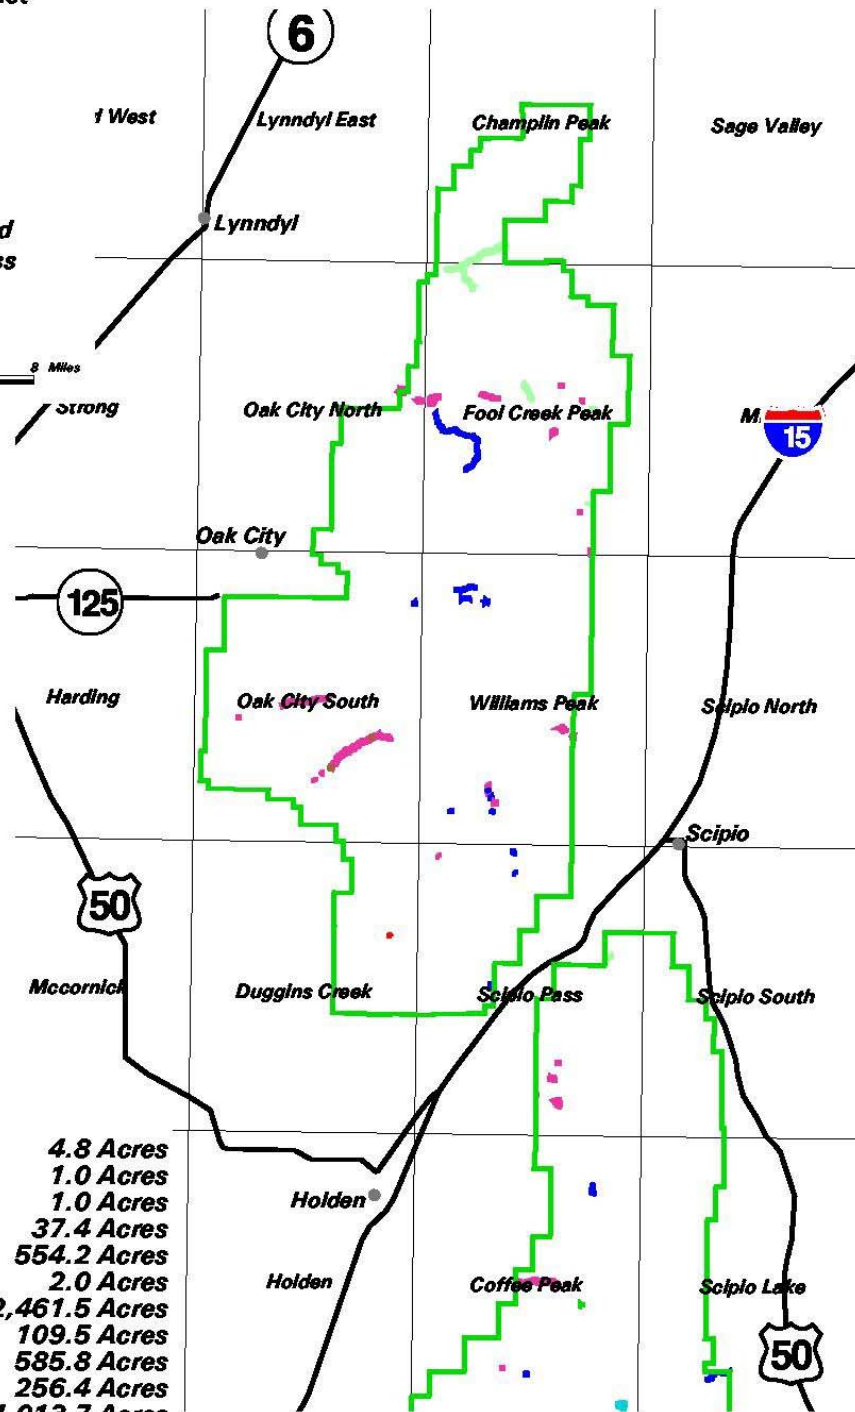 6
West
Lynndyl East
Champlin Peak
Sage Valley
Lynndyl
8 Miles
Strong
Oak City North
Fool Creek Peak
15
Oak City
125
Harding
Oak City South
Williams Peak
Scipio North
Scipio
50
Mccornick
Duggins Creek
Scipio Pass
Scipio South
4.8 Acres
1.0 Acres
1.0 Acres
Holden
37.4 Acres
554.2 Acres
2.0 Acres
Holden
Coffee Peak
Scipio Lake
2,461.5 Acres
109.5 Acres
585.8 Acres
50
256.4 Acres